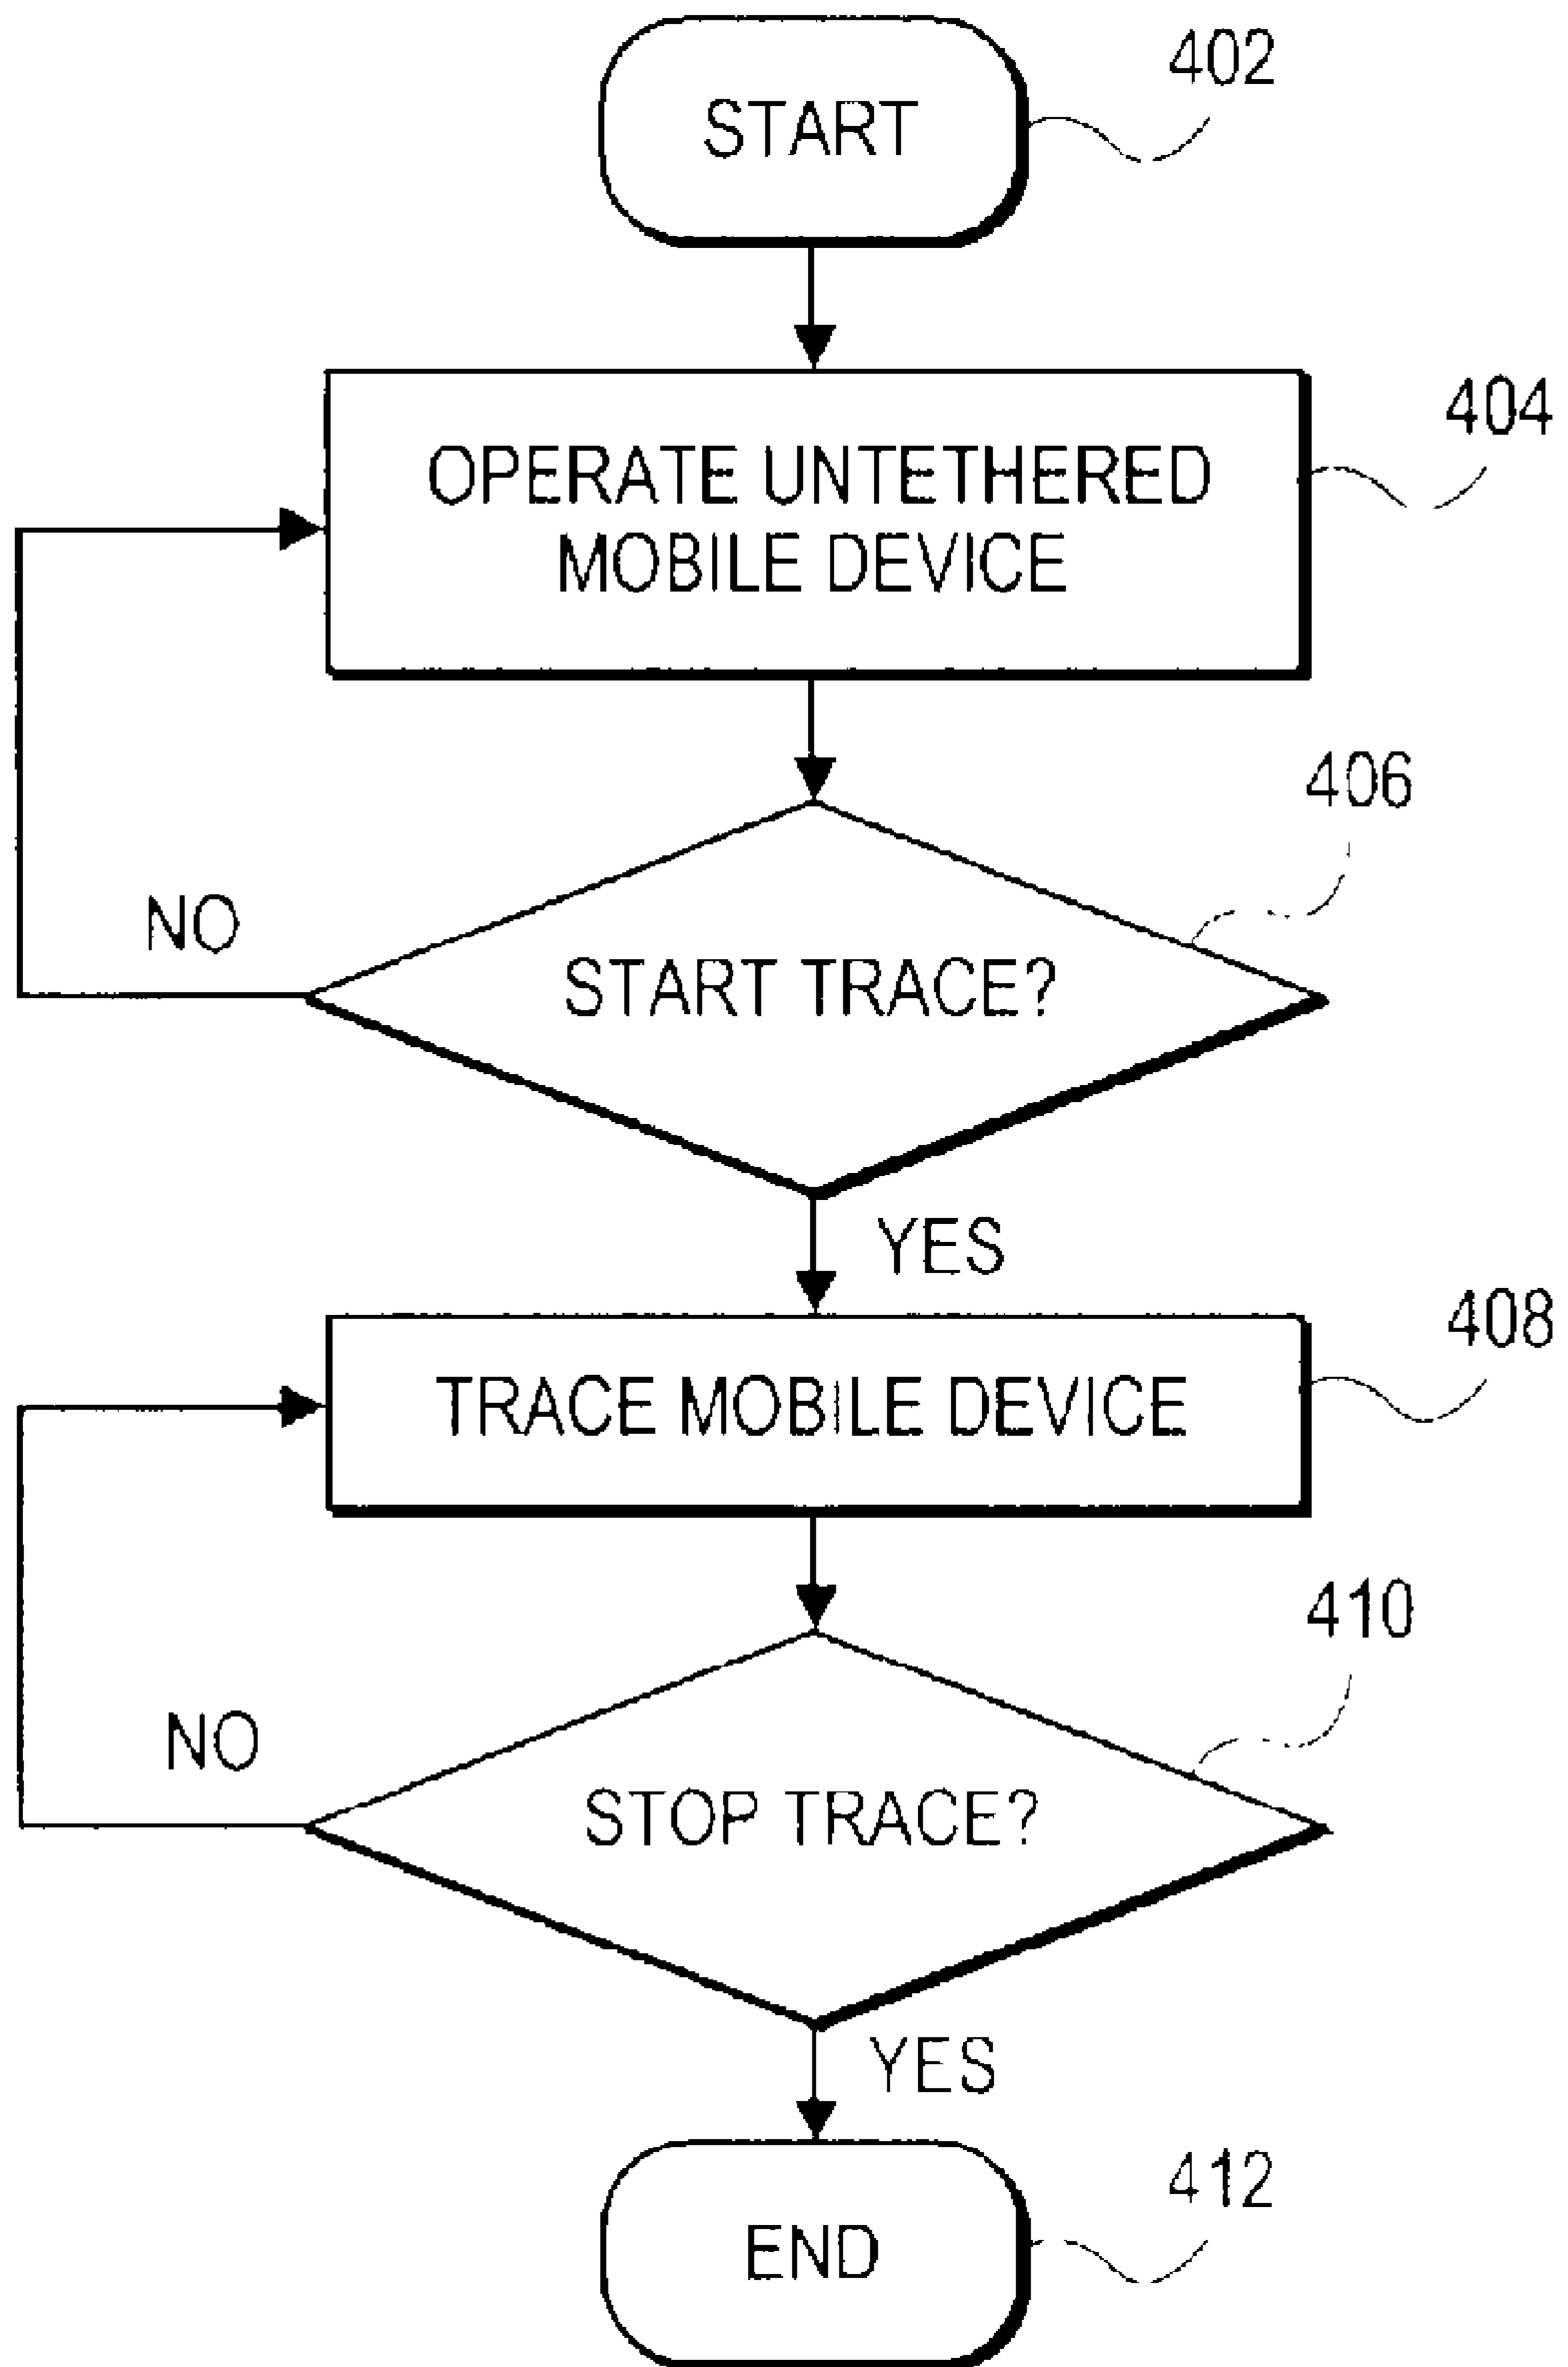 START
402
OPERATE UNTETHERED
MOBILE DEVICE
404
406
NO
START TRACE?
YES
408
TRACE MOBILE DEVICE
410
NO
STOP TRACE?
YES
412
END